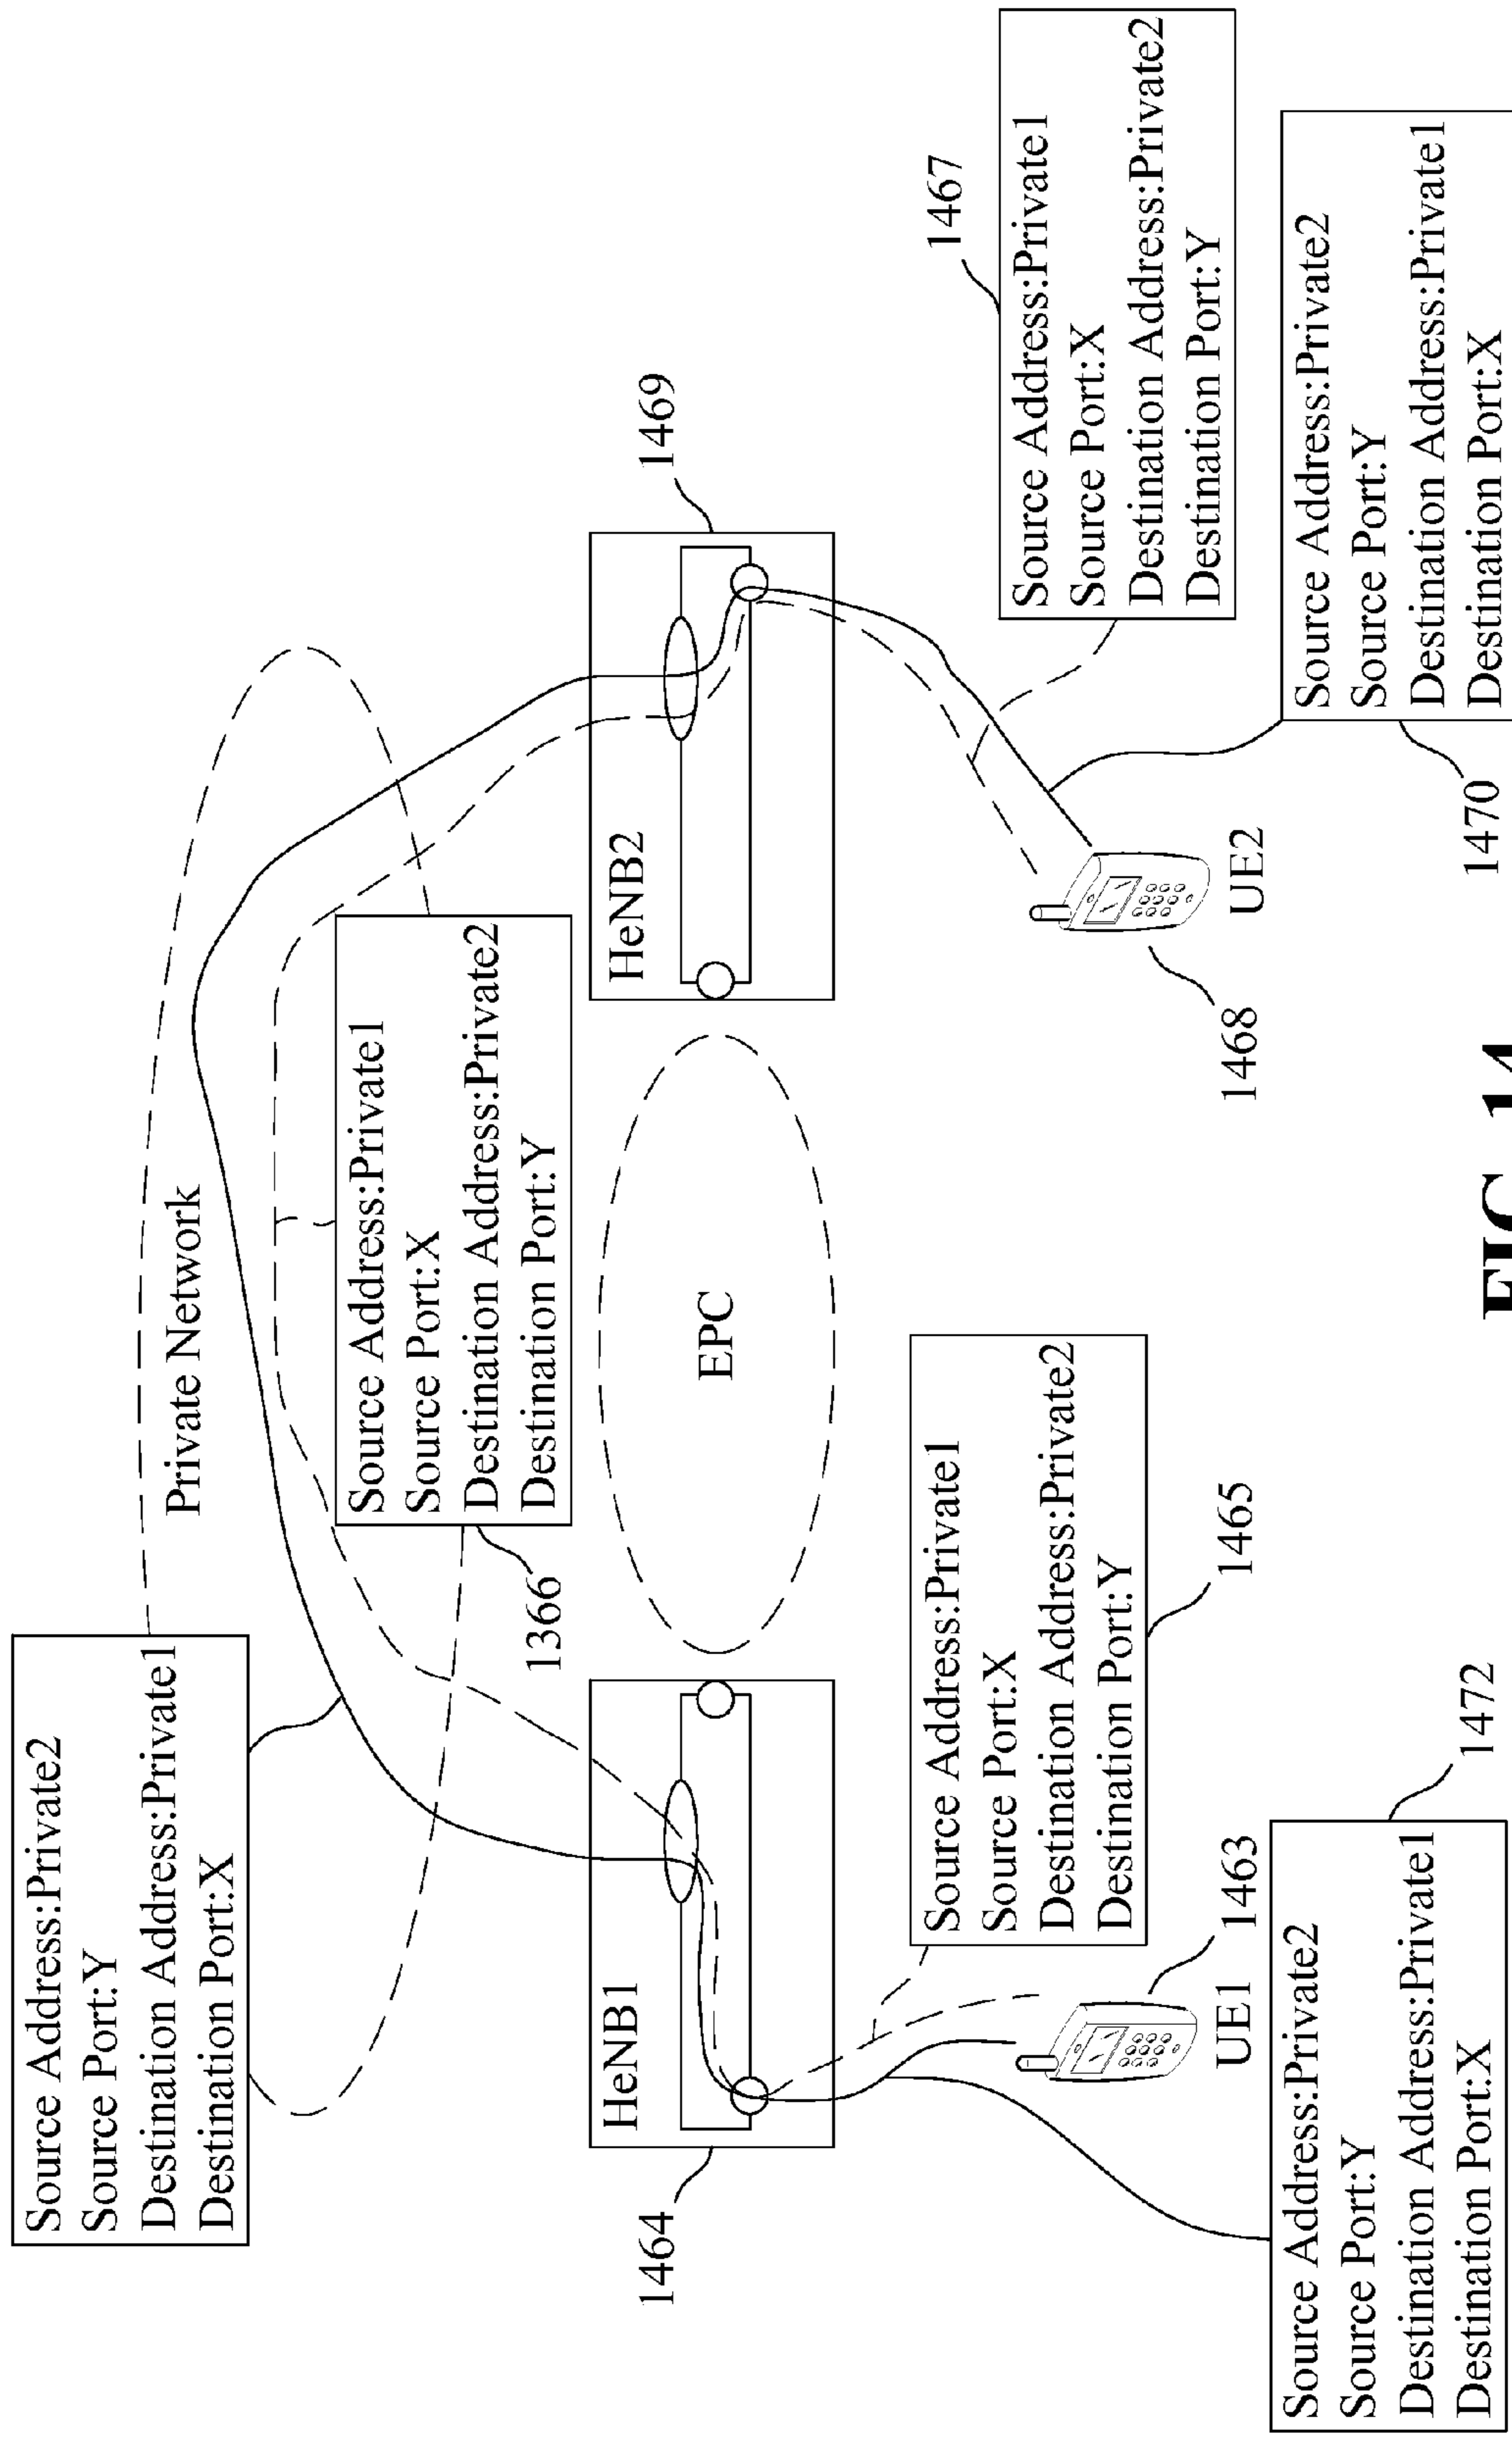 Source Address:Private2
Source Port:Y
Destination Address:Private1
Destination Port:X
Private Network
Source Address:Private1
Source Port:X
Destination Address:Private2
Destination Port:Y
1366
1464
HeNB1
EPC
HeNB2
1469
Source Address:Private1
Source Port:X
Destination Address:Private2
Destination Port:Y
1465
1467
Source Address:Private1
Source Port:X
Destination Address:Private2
Destination Port:Y
UE1
1463
1468
UE2
Source Address:Private2
Source Port:Y
Destination Address:Private1
Destination Port:X
1472
1470
Source Address:Private2
Source Port:Y
Destination Address:Private1
Destination Port:X
FIG. 14